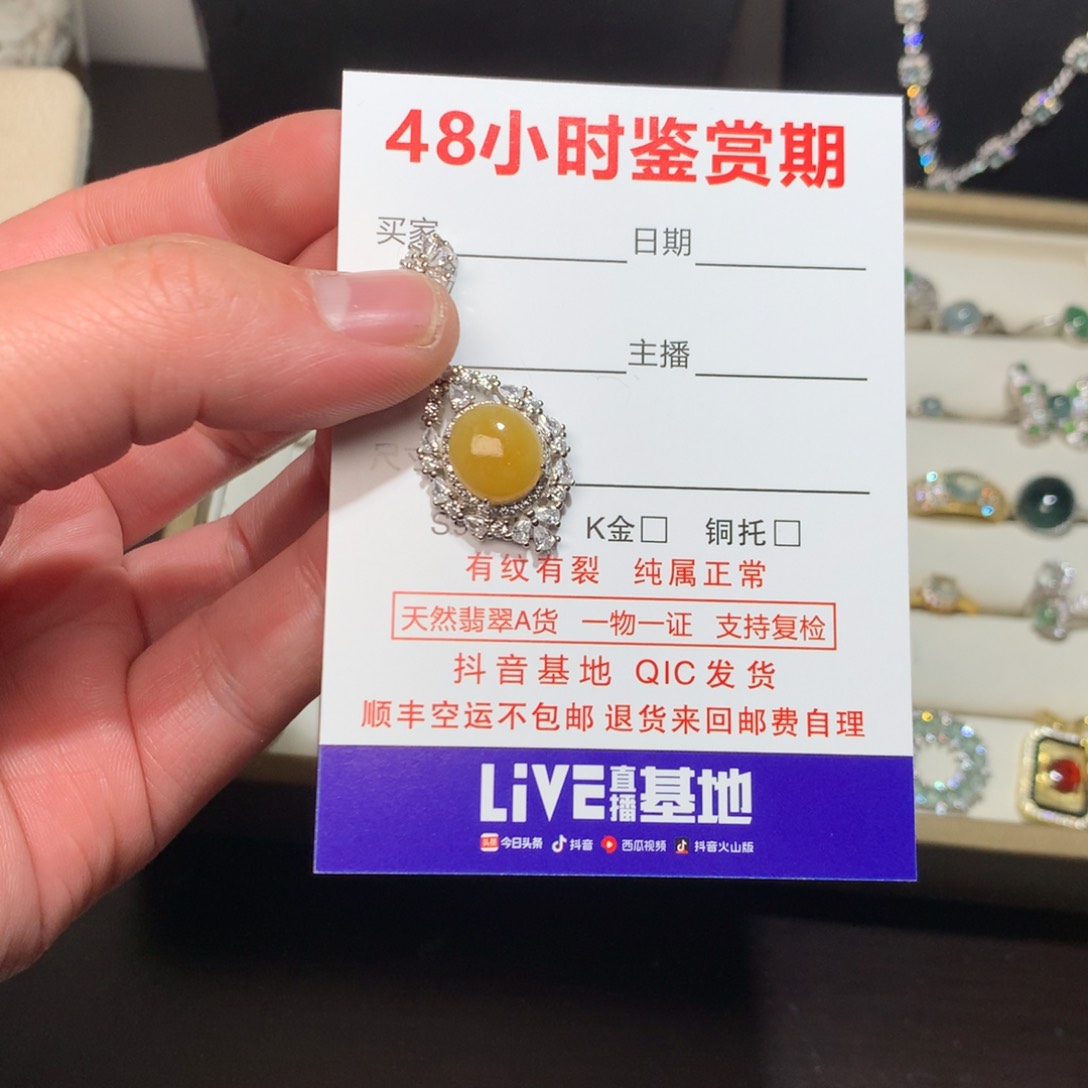 48小时鉴赏期
买家 日期
主播
尺寸
K金□ 铜托□
有纹有裂 纯属正常
天然翡翠A货 一物一证 支持复检
抖音基地 QIC发货
顺丰空运不包邮 退货来回邮费自理
LiVE直播基地
头条 今日头条 抖音 西瓜视频 抖音火山版